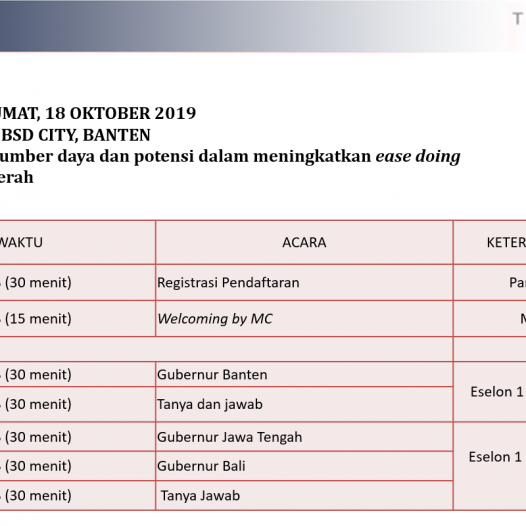 T
UMAT, 18 OKTOBER 2019
BSD CITY, BANTEN
umber daya dan potensi dalam meningkatkan ease doing
erah
WAKTU ACARA KETER
(30 menit) Registrasi Pendaftaran Pa
(15 menit) Welcoming by MC
(30 menit) Gubernur Banten
Eselon 1
(30 menit) Tanya dan jawab
(30 menit) Gubernur Jawa Tengah
Eselon 1
(30 menit) Gubernur Bali
(30 menit) Tanya Jawab